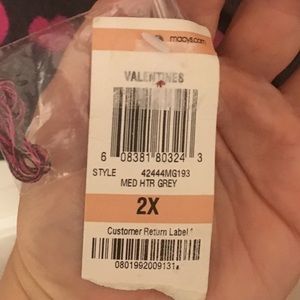 macys.com
VALENTINES
6 08381 80324 3
STYLE 42444MG193
MED HTR GREY
2X
Customer Return Label
0801992009131